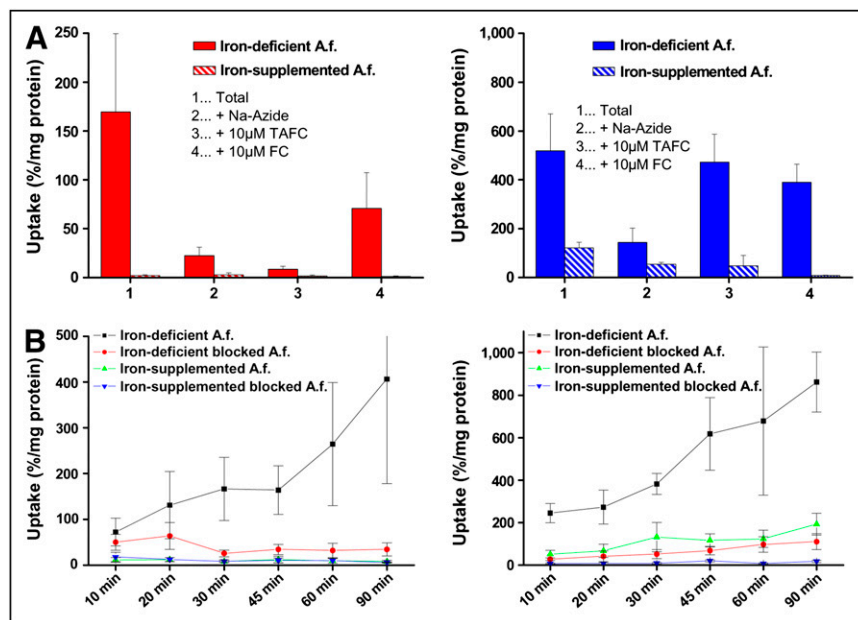 A
Uptake (%/mg protein)
250
200
150
100
50
0
Iron-deficient A.f.
Iron-supplemented A.f.
1... Total
2... + Na-Azide
3... + 10µM TAFC
4... + 10µM FC
1 2 3 4
Uptake (%/mg protein)
1,000
800
600
400
200
0
Iron-deficient A.f.
Iron-supplemented A.f.
1... Total
2... + Na-Azide
3... + 10µM TAFC
4... + 10µM FC
1 2 3 4
B
Uptake (%/mg protein)
500
400
300
200
100
0
Iron-deficient A.f.
Iron-deficient blocked A.f.
Iron-supplemented A.f.
Iron-supplemented blocked A.f.
10 min 20 min 30 min 45 min 60 min 90 min
Uptake (%/mg protein)
1,000
800
600
400
200
0
Iron-deficient A.f.
Iron-deficient blocked A.f.
Iron-supplemented A.f.
Iron-supplemented blocked A.f.
10 min 20 min 30 min 45 min 60 min 90 min